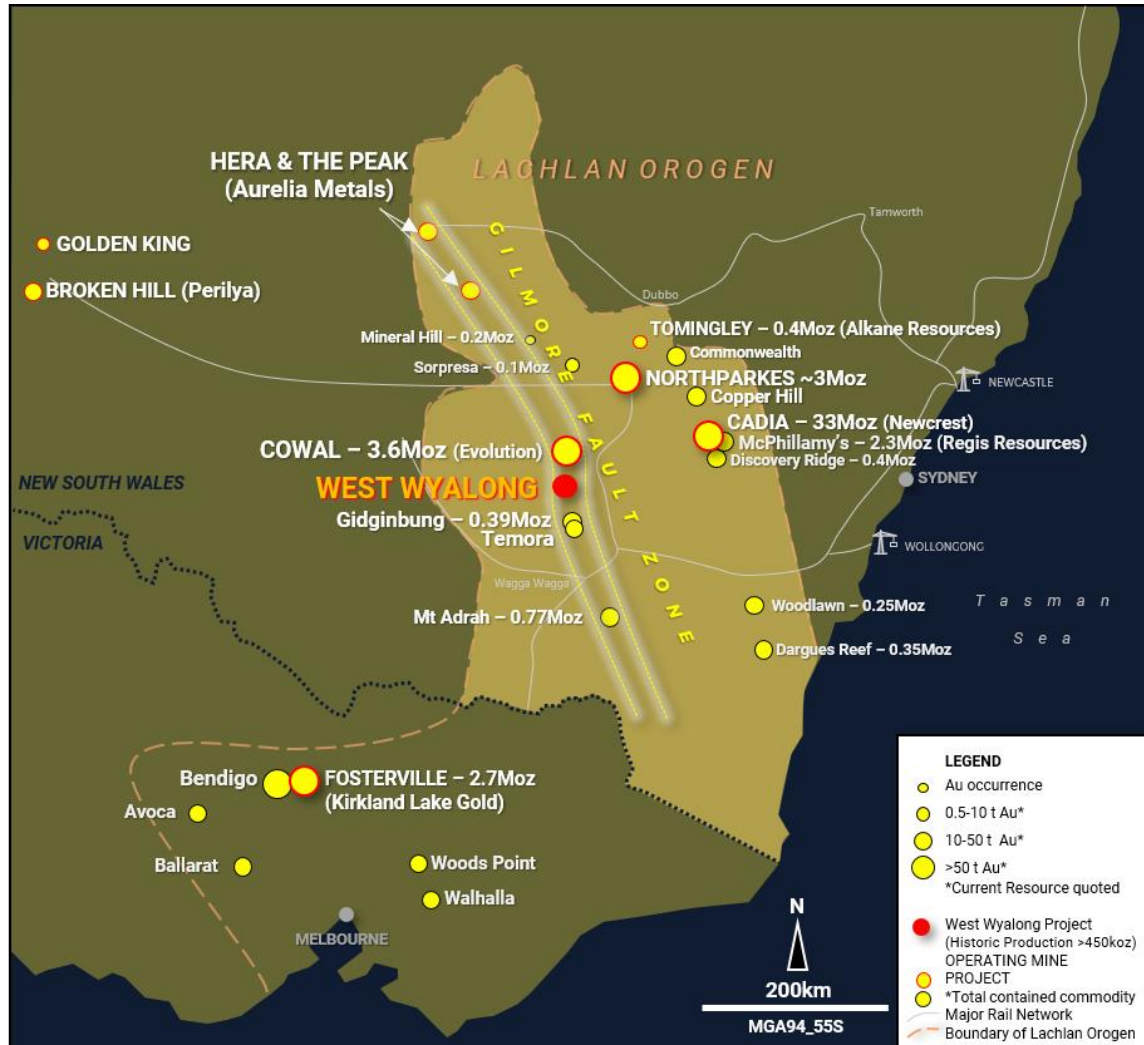 LACHLAN OROGEN
HERA & THE PEAK
(Aurelia Metals)
Tamworth
GOLDEN KING
BROKEN HILL (Perilya)
GILMORE FAULT ZONE
Dubbo
Mineral Hill – 0.2Moz
TOMINGLEY – 0.4Moz (Alkane Resources)
Commonwealth
Sorpresa – 0.1Moz
NORTHPARKES ~3Moz
NEWCASTLE
Copper Hill
CADIA – 33Moz (Newcrest)
McPhillamy's – 2.3Moz (Regis Resources)
COWAL – 3.6Moz (Evolution)
Discovery Ridge – 0.4Moz
SYDNEY
NEW SOUTH WALES
WEST WYALONG
Gidginbung – 0.39Moz
Temora
VICTORIA
WOLLONGONG
Wagga Wagga
Woodlawn – 0.25Moz
Tasman
Sea
Mt Adrah – 0.77Moz
Dargues Reef – 0.35Moz
Bendigo
FOSTERVILLE – 2.7Moz
(Kirkland Lake Gold)
Avoca
Ballarat
Woods Point
Walhalla
MELBOURNE
N
200km
MGA94_55S
LEGEND
Au occurrence
0.5-10 t Au*
10-50 t Au*
>50 t Au*
*Current Resource quoted
West Wyalong Project
(Historic Production >450koz)
OPERATING MINE
PROJECT
*Total contained commodity
Major Rail Network
Boundary of Lachlan Orogen